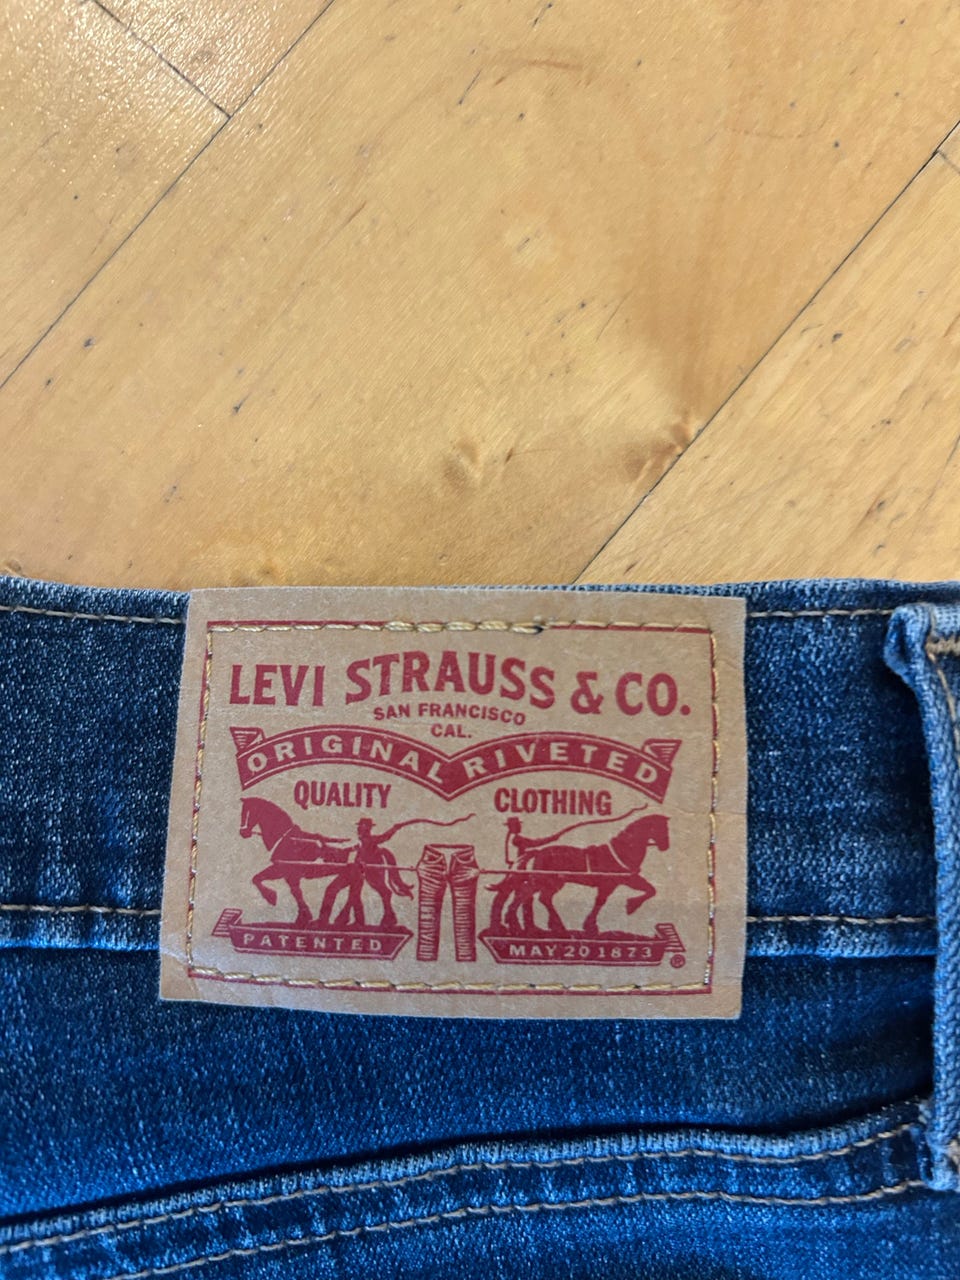 LEVI STRAUSS & CO.
SAN FRANCISCO
CAL.
ORIGINAL RIVETED
QUALITY CLOTHING
PATENTED MAY 20 1873 ®